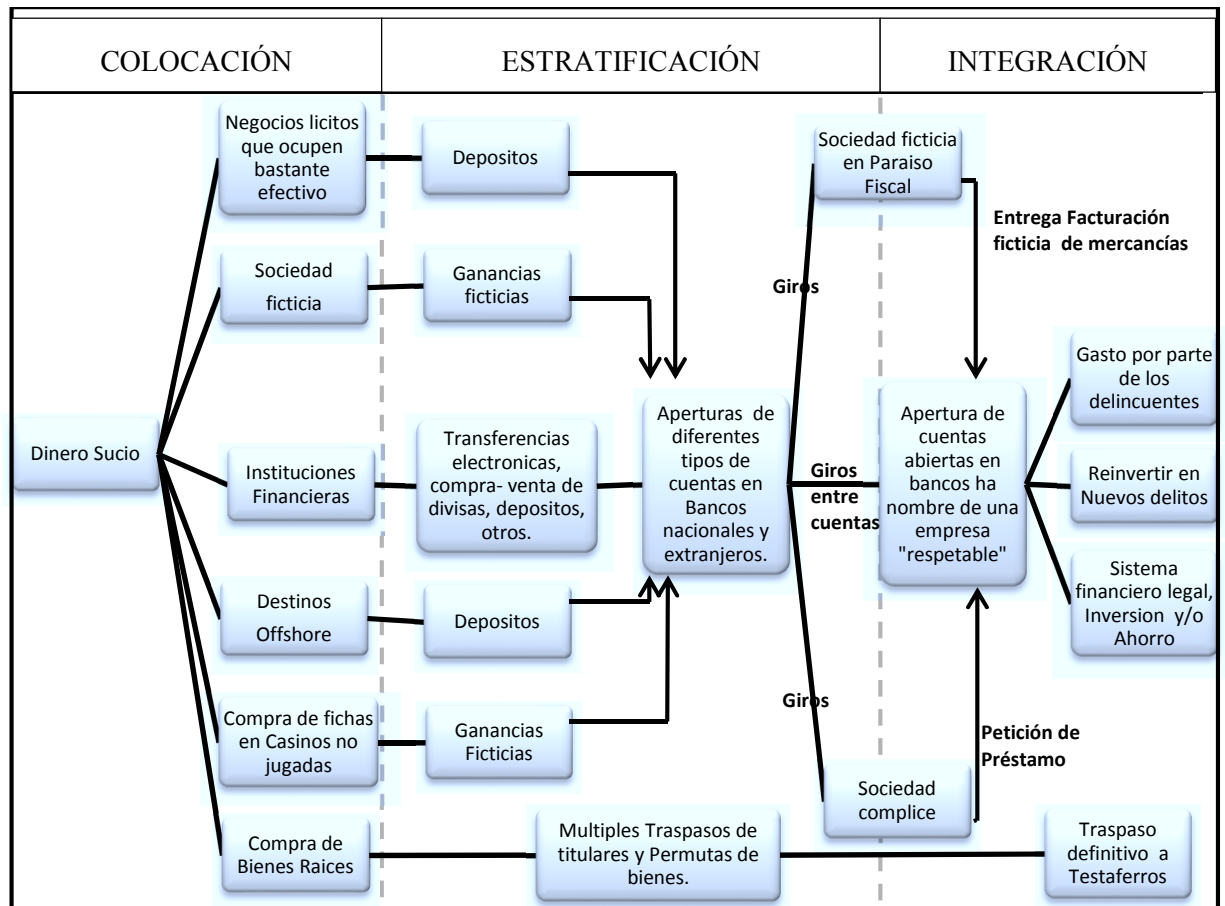 COLOCACIÓN
ESTRATIFICACIÓN
INTEGRACIÓN
Dinero Sucio
Negocios licitos
que ocupen
bastante
efectivo
Sociedad
ficticia
Instituciones
Financieras
Destinos
Offshore
Compra de fichas
en Casinos no
jugadas
Compra de
Bienes Raices
Depositos
Ganancias
ficticias
Transferencias
electronicas,
compra- venta de
divisas, depositos,
otros.
Depositos
Ganancias
Ficticias
Multiples Traspasos de
titulares y Permutas de
bienes.
Aperturas de
diferentes
tipos de
cuentas en
Bancos
nacionales y
extranjeros.
Giros
Giros
entre
cuentas
Giros
Sociedad ficticia
en Paraiso
Fiscal
Sociedad
complice
Entrega Facturación
ficticia de mercancías
Apertura de
cuentas
abiertas en
bancos ha
nombre de una
empresa
"respetable"
Petición de
Préstamo
Gasto por parte
de los
delincuentes
Reinvertir en
Nuevos delitos
Sistema
financiero legal,
Inversion y/o
Ahorro
Traspaso
definitivo a
Testaferros